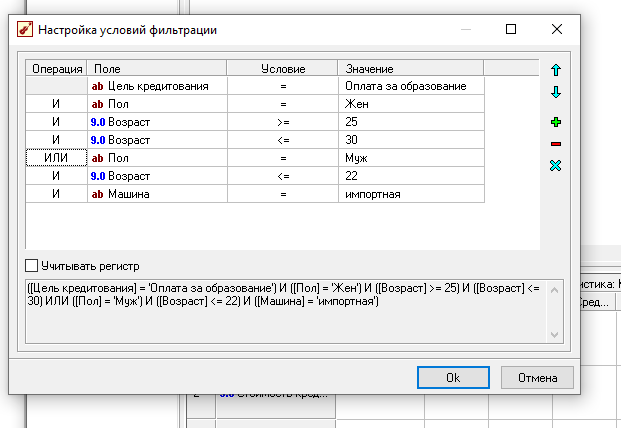 Настройка условий фильтрации
Операция Поле Условие Значение
ab Цель кредитования = Оплата за образование
И ab Пол = Жен
И 9.0 Возраст >= 25
И 9.0 Возраст <= 30
ИЛИ ab Пол = Муж
И 9.0 Возраст <= 22
И ab Машина = импортная
Учитывать регистр
([Цель кредитования] = 'Оплата за образование') И ([Пол] = 'Жен') И ([Возраст] >= 25) И ([Возраст] <=
30) ИЛИ ([Пол] = 'Муж') И ([Возраст] <= 22) И ([Машина] = 'импортная')
Ok Отмена